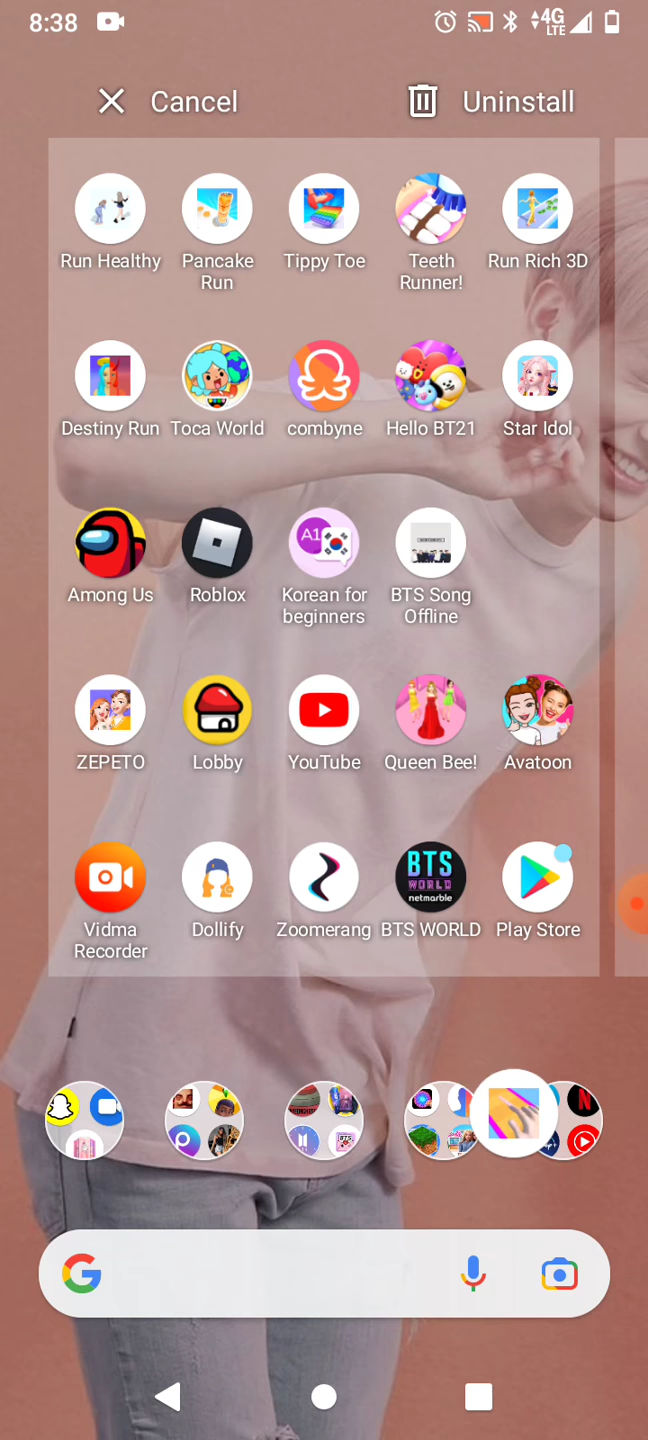 8:38
4G
LTE
Cancel
Uninstall
Run Healthy
Pancake
Run
Tippy Toe
Teeth
Runner!
Run Rich 3D
Destiny Run
Toca World
combyne
Hello BT21
Star Idol
A1
Among Us
Roblox
Korean for
beginners
BTS Song
Offline
ZEPETO
Lobby
YouTube
Queen Bee!
Avatoon
BTS
WORLD
netmarble
Vidma
Recorder
Dollify
Zoomerang
BTS WORLD
Play Store
BTS
N
G